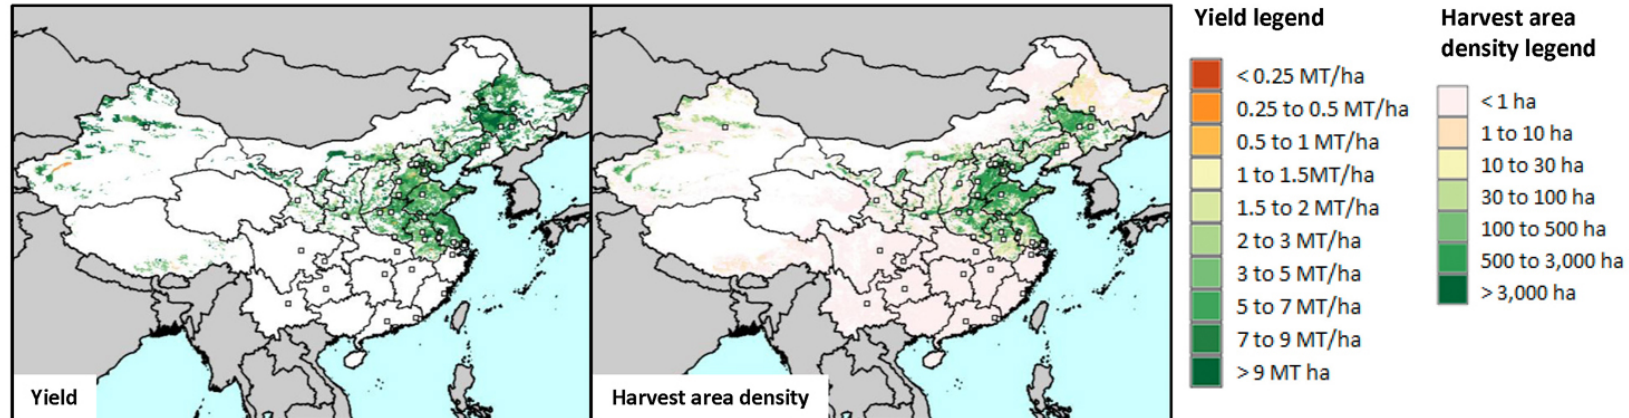 Yield
Harvest area density
Yield legend
< 0.25 MT/ha
0.25 to 0.5 MT/ha
0.5 to 1 MT/ha
1 to 1.5MT/ha
1.5 to 2 MT/ha
2 to 3 MT/ha
3 to 5 MT/ha
5 to 7 MT/ha
7 to 9 MT/ha
> 9 MT ha
Harvest area
density legend
< 1 ha
1 to 10 ha
10 to 30 ha
30 to 100 ha
100 to 500 ha
500 to 3,000 ha
> 3,000 ha